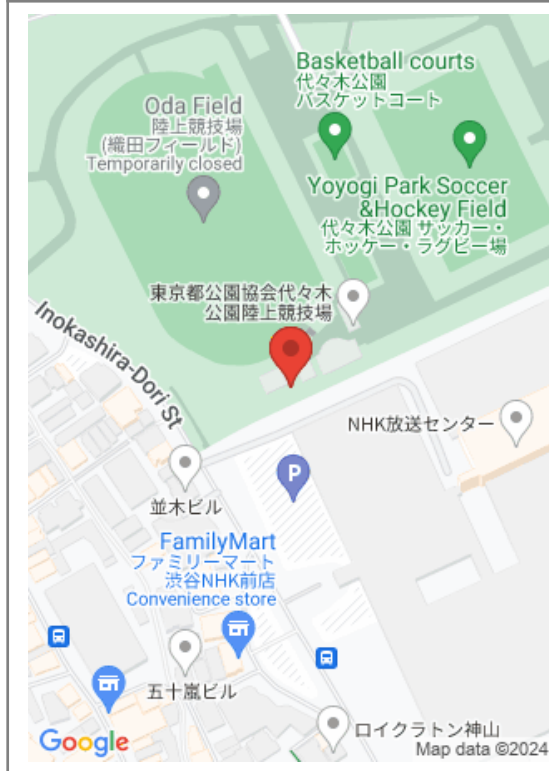 Basketball courts
代々木公園
バスケットコート
Oda Field
陸上競技場
(織田フィールド)
Temporarily closed
Yoyogi Park Soccer
&Hockey Field
代々木公園 サッカー・
ホッケー・ラグビー場
東京都公園協会代々木
公園陸上競技場
Inokashira-Dori St
NHK放送センター
P
並木ビル
FamilyMart
ファミリーマート
渋谷NHK前店
Convenience store
五十嵐ビル
ロイクラトン神山
Google
Map data ©2024